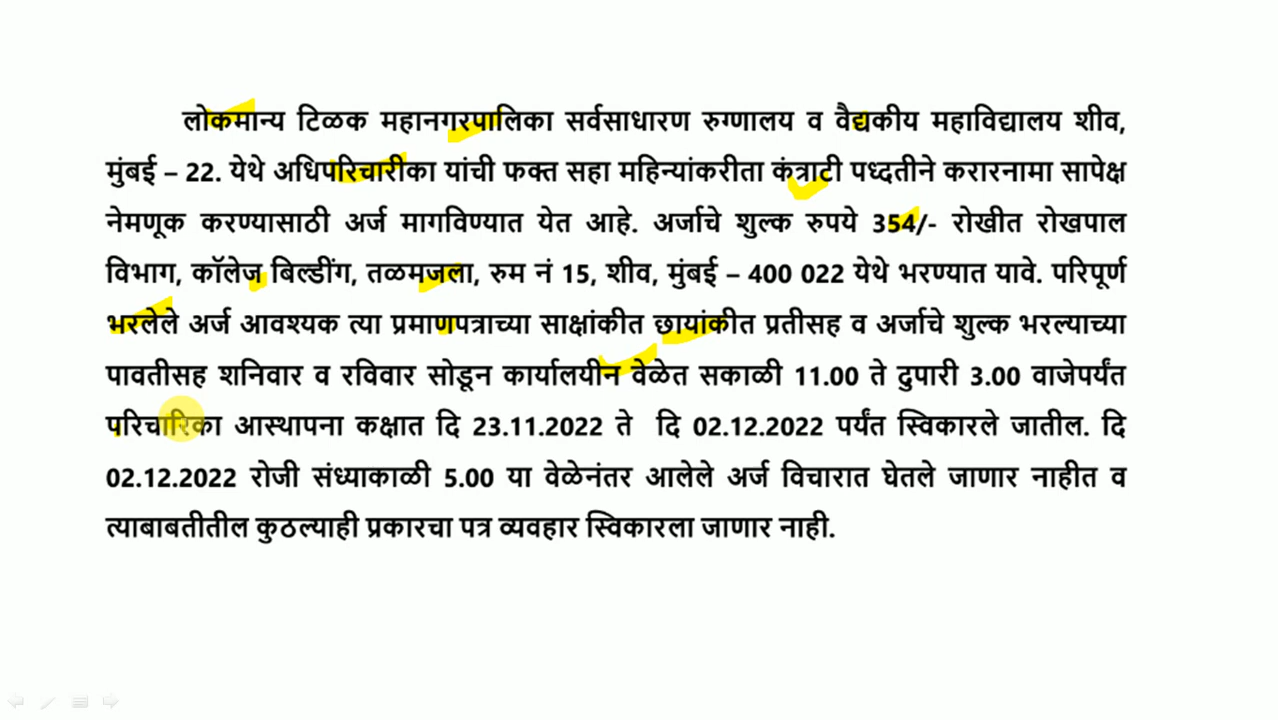 लोकमान्य टिळक महानगरपालिका सर्वसाधारण रुग्णालय व वैद्यकीय महाविद्यालय शीव,
मुंबई – 22. येथे अधिपरिचारीका यांची फक्त सहा महिन्यांकरीता कंत्राटी पध्दतीने करारनामा सापेक्ष
नेमणूक करण्यासाठी अर्ज मागविण्यात येत आहे. अर्जाचे शुल्क रुपये 354/- रोखीत रोखपाल
विभाग, कॉलेज बिल्डींग, तळमजला, रुम नं 15, शीव, मुंबई – 400 022 येथे भरण्यात यावे. परिपूर्ण
भरलेले अर्ज आवश्यक त्या प्रमाणपत्राच्या साक्षांकीत छायांकीत प्रतीसह व अर्जाचे शुल्क भरल्याच्या
पावतीसह शनिवार व रविवार सोडून कार्यालयीन वेळेत सकाळी 11.00 ते दुपारी 3.00 वाजेपर्यंत
परिचारिका आस्थापना कक्षात दि 23.11.2022 ते दि 02.12.2022 पर्यंत स्विकारले जातील. दि
02.12.2022 रोजी संध्याकाळी 5.00 या वेळेनंतर आलेले अर्ज विचारात घेतले जाणार नाहीत व
त्याबाबतीतील कुठल्याही प्रकारचा पत्र व्यवहार स्विकारला जाणार नाही.